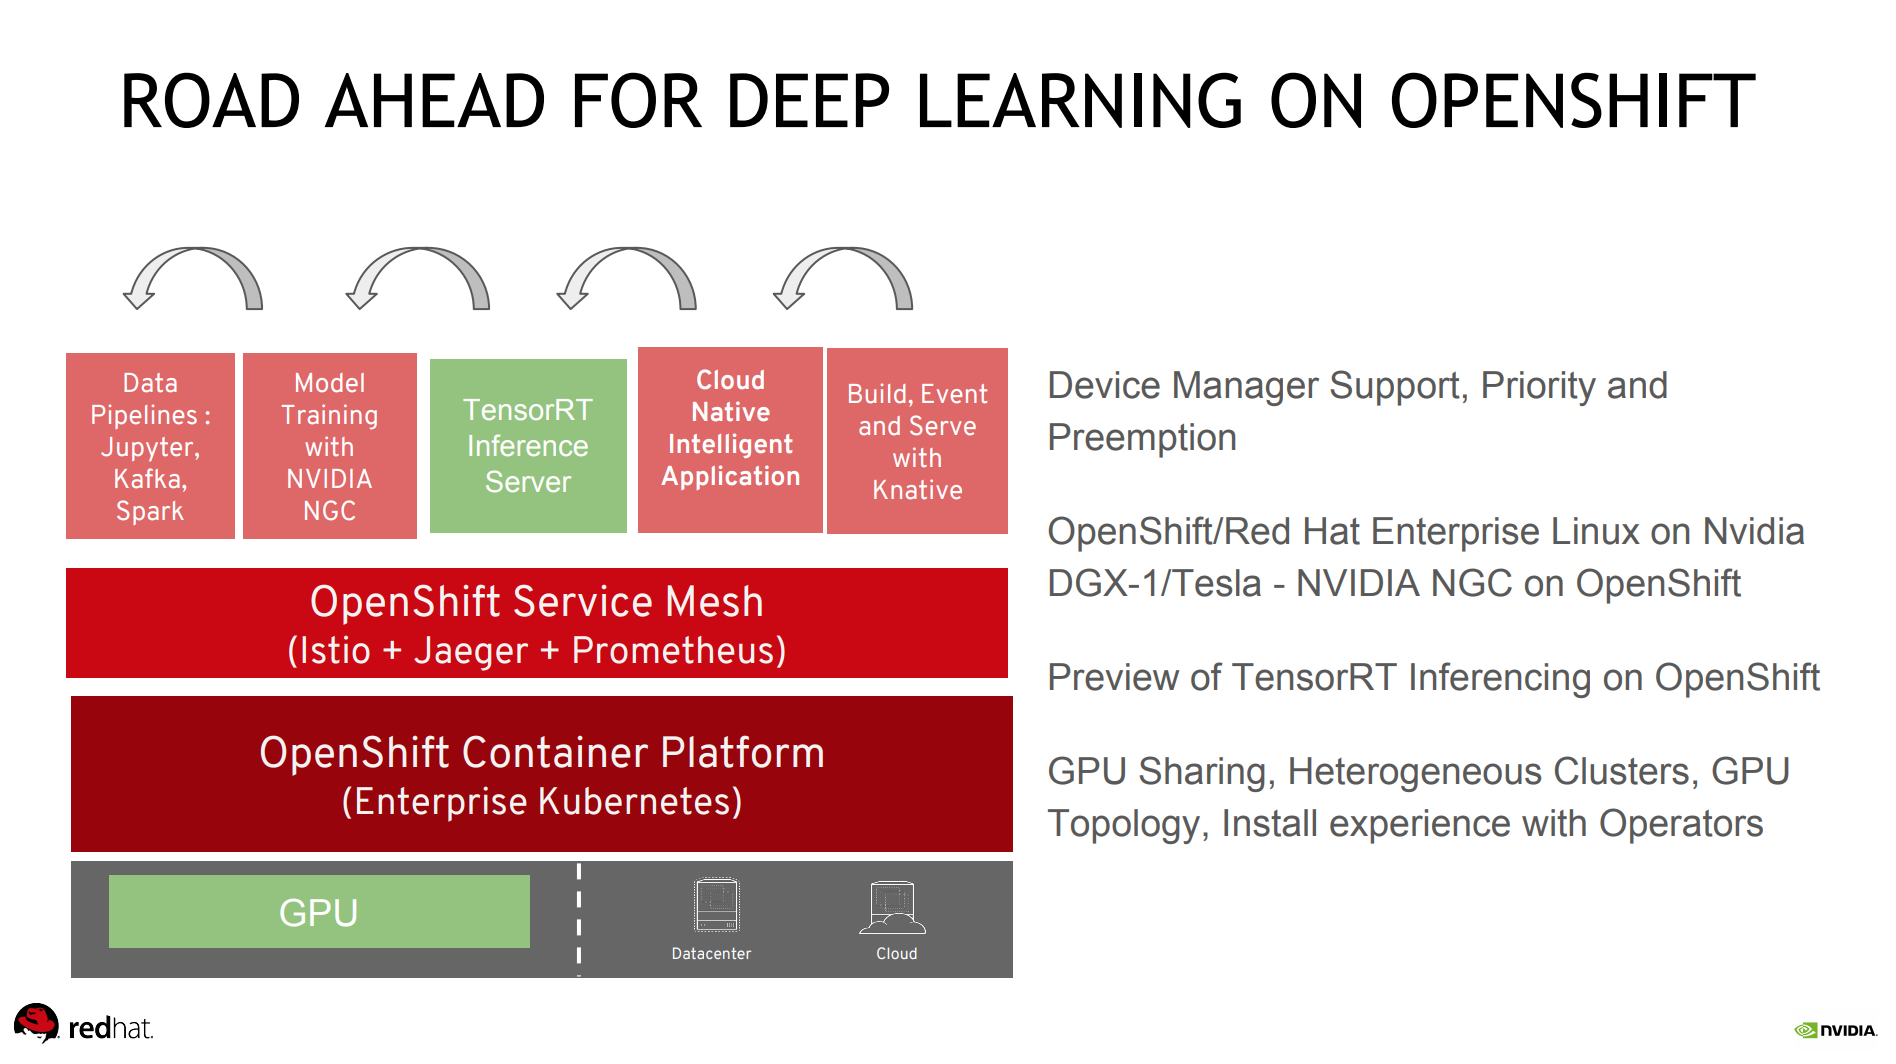 ROAD AHEAD FOR DEEP LEARNING ON OPENSHIFT
Data
Pipelines :
Jupyter,
Kafka,
Spark
Model
Training
with
NVIDIA
NGC
TensorRT
Inference
Server
Cloud
Native
Intelligent
Application
Build, Event
and Serve
with
Knative
OpenShift Service Mesh
(Istio + Jaeger + Prometheus)
OpenShift Container Platform
(Enterprise Kubernetes)
GPU
Datacenter
Cloud
Device Manager Support, Priority and
Preemption
OpenShift/Red Hat Enterprise Linux on Nvidia
DGX-1/Tesla - NVIDIA NGC on OpenShift
Preview of TensorRT Inferencing on OpenShift
GPU Sharing, Heterogeneous Clusters, GPU
Topology, Install experience with Operators
redhat.
NVIDIA.